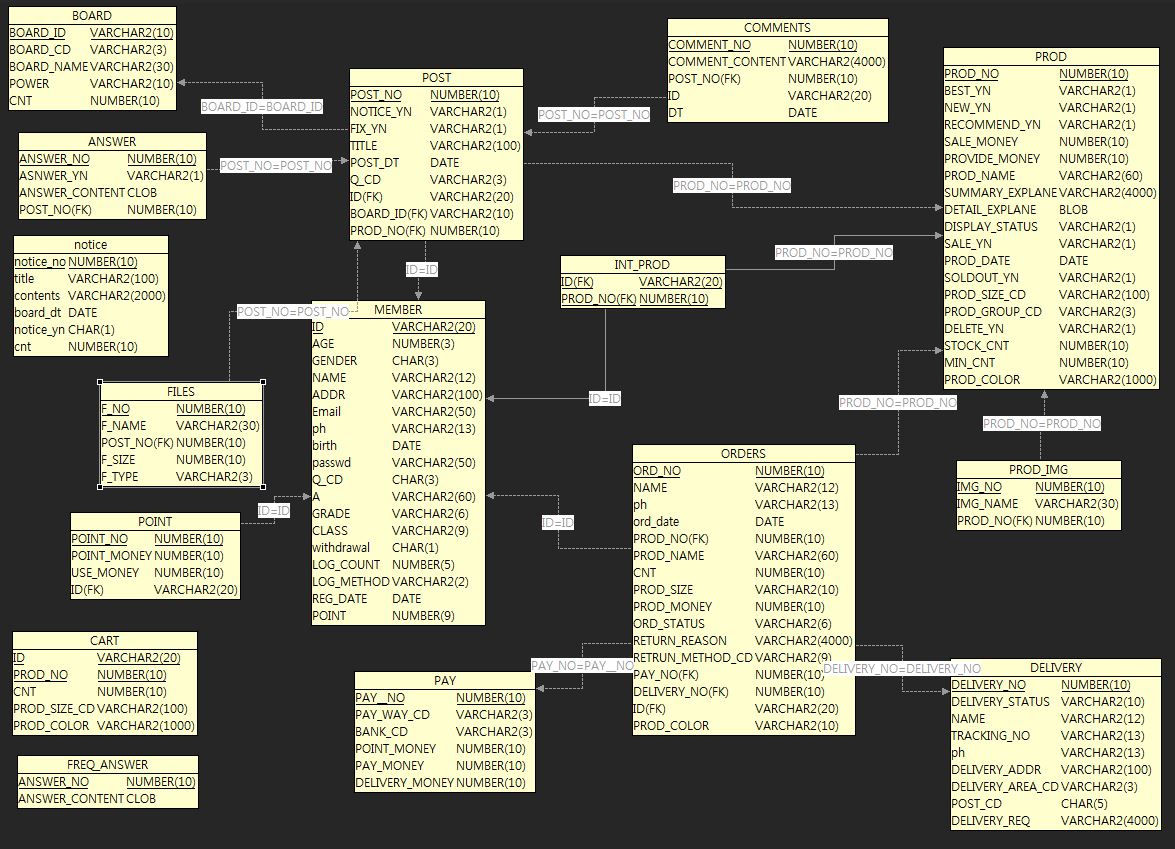 BOARD
BOARD_ID VARCHAR2(10)
BOARD_CD VARCHAR2(3)
BOARD_NAME VARCHAR2(30)
POWER VARCHAR2(10)
CNT NUMBER(10)
BOARD_ID=BOARD_ID
POST
POST_NO NUMBER(10)
NOTICE_YN VARCHAR2(1)
FIX_YN VARCHAR2(1)
TITLE VARCHAR2(100)
POST_DT DATE
Q_CD VARCHAR2(3)
ID(FK) VARCHAR2(20)
BOARD_ID(FK) VARCHAR2(10)
PROD_NO(FK) NUMBER(10)
COMMENTS
COMMENT_NO NUMBER(10)
COMMENT_CONTENT VARCHAR2(4000)
POST_NO(FK) NUMBER(10)
ID VARCHAR2(20)
DT DATE
POST_NO=POST_NO
PROD
PROD_NO NUMBER(10)
BEST_YN VARCHAR2(1)
NEW_YN VARCHAR2(1)
RECOMMEND_YN VARCHAR2(1)
SALE_MONEY NUMBER(10)
PROVIDE_MONEY NUMBER(10)
PROD_NAME VARCHAR2(60)
SUMMARY_EXPLANE VARCHAR2(4000)
DETAIL_EXPLANE BLOB
DISPLAY_STATUS VARCHAR2(1)
SALE_YN VARCHAR2(1)
PROD_DATE DATE
SOLDOUT_YN VARCHAR2(1)
PROD_SIZE_CD VARCHAR2(100)
PROD_GROUP_CD VARCHAR2(3)
DELETE_YN VARCHAR2(1)
STOCK_CNT NUMBER(10)
MIN_CNT NUMBER(10)
PROD_COLOR VARCHAR2(1000)
ANSWER
ANSWER_NO NUMBER(10)
ASNWER_YN VARCHAR2(1)
ANSWER_CONTENT CLOB
POST_NO(FK) NUMBER(10)
POST_NO=POST_NO
PROD_NO=PROD_NO
notice
notice_no NUMBER(10)
title VARCHAR2(100)
contents VARCHAR2(2000)
board_dt DATE
notice_yn CHAR(1)
cnt NUMBER(10)
ID=ID
PROD_NO=PROD_NO
INT_PROD
ID(FK) VARCHAR2(20)
PROD_NO(FK) NUMBER(10)
POST_NO=POST_NO
MEMBER
ID VARCHAR2(20)
AGE NUMBER(3)
GENDER CHAR(3)
NAME VARCHAR2(12)
ADDR VARCHAR2(100)
Email VARCHAR2(50)
ph VARCHAR2(13)
birth DATE
passwd VARCHAR2(50)
Q_CD CHAR(3)
A VARCHAR2(60)
GRADE VARCHAR2(6)
CLASS VARCHAR2(9)
withdrawal CHAR(1)
LOG_COUNT NUMBER(5)
LOG_METHOD VARCHAR2(2)
REG_DATE DATE
POINT NUMBER(9)
ID=ID
FILES
F_NO NUMBER(10)
F_NAME VARCHAR2(30)
POST_NO(FK) NUMBER(10)
F_SIZE NUMBER(10)
F_TYPE VARCHAR2(3)
PROD_NO=PROD_NO
PROD_NO=PROD_NO
ID=ID
POINT
POINT_NO NUMBER(10)
POINT_MONEY NUMBER(10)
USE_MONEY NUMBER(10)
ID(FK) VARCHAR2(20)
ID=ID
ORDERS
ORD_NO NUMBER(10)
NAME VARCHAR2(12)
ph VARCHAR2(13)
ord_date DATE
PROD_NO(FK) NUMBER(10)
PROD_NAME VARCHAR2(60)
CNT NUMBER(10)
PROD_SIZE VARCHAR2(10)
PROD_MONEY NUMBER(10)
ORD_STATUS VARCHAR2(6)
RETURN_REASON VARCHAR2(4000)
RETRUN_METHOD_CD VARCHAR2(9)
PAY_NO(FK) NUMBER(10)
DELIVERY_NO(FK) NUMBER(10)
ID(FK) VARCHAR2(20)
PROD_COLOR VARCHAR2(10)
PROD_IMG
IMG_NO NUMBER(10)
IMG_NAME VARCHAR2(30)
PROD_NO(FK) NUMBER(10)
CART
ID VARCHAR2(20)
PROD_NO NUMBER(10)
CNT NUMBER(10)
PROD_SIZE_CD VARCHAR2(100)
PROD_COLOR VARCHAR2(1000)
PAY_NO=PAY__NO
DELIVERY_NO=DELIVERY_NO
PAY
PAY__NO NUMBER(10)
PAY_WAY_CD VARCHAR2(3)
BANK_CD VARCHAR2(3)
POINT_MONEY NUMBER(10)
PAY_MONEY NUMBER(10)
DELIVERY_MONEY NUMBER(10)
DELIVERY
DELIVERY_NO NUMBER(10)
DELIVERY_STATUS VARCHAR2(10)
NAME VARCHAR2(12)
TRACKING_NO VARCHAR2(13)
ph VARCHAR2(13)
DELIVERY_ADDR VARCHAR2(100)
DELIVERY_AREA_CD VARCHAR2(3)
POST_CD CHAR(5)
DELIVERY_REQ VARCHAR2(4000)
FREQ_ANSWER
ANSWER_NO NUMBER(10)
ANSWER_CONTENT CLOB